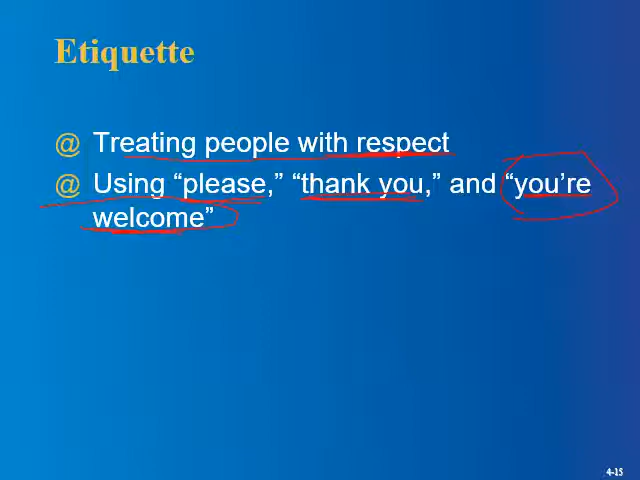 Etiquette
@ Treating people with respect
@ Using “please,” “thank you,” and “you’re
welcome”
4-15